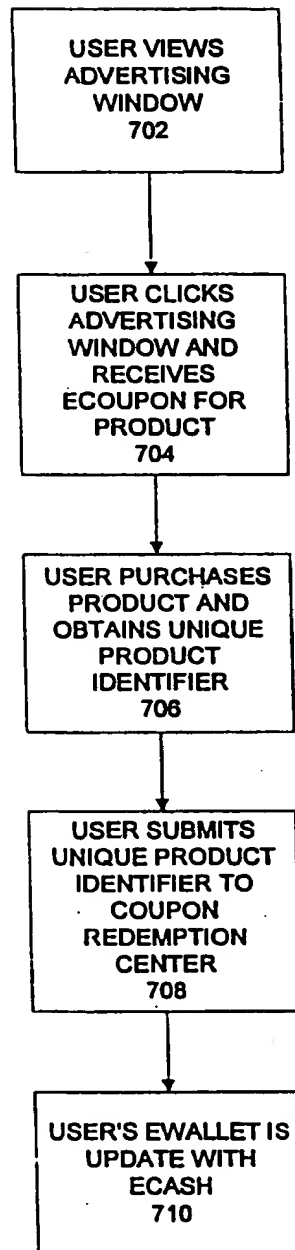 USER VIEWS
ADVERTISING
WINDOW
702
USER CLICKS
ADVERTISING
WINDOW AND
RECEIVES
ECOUPON FOR
PRODUCT
704
USER PURCHASES
PRODUCT AND
OBTAINS UNIQUE
PRODUCT
IDENTIFIER
706
USER SUBMITS
UNIQUE PRODUCT
IDENTIFIER TO
COUPON
REDEMPTION
CENTER
708
USER'S EWALLET IS
UPDATE WITH
ECASH
710